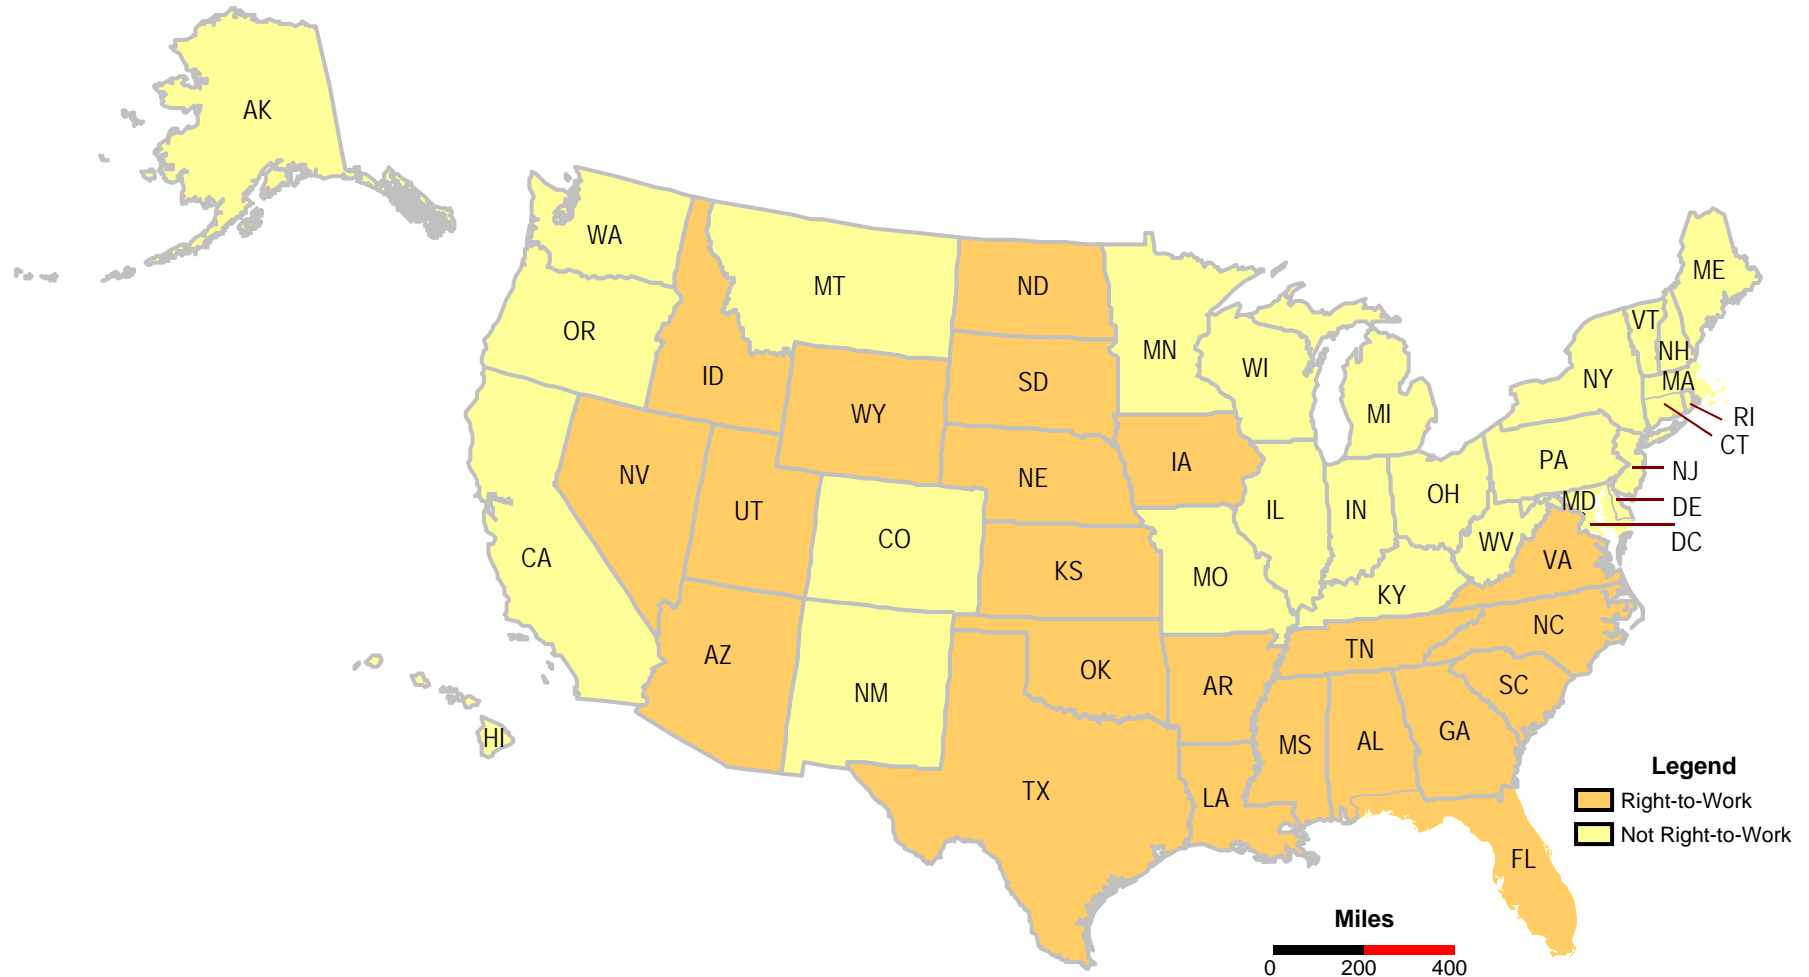 AK
WA
MT
ND
ME
OR
MN
VT
NH
ID
SD
WI
NY
MA
WY
MI
RI
CT
NV
NE
IA
PA
NJ
UT
IL
IN
OH
MD
DE
CO
WV
DC
CA
KS
MO
KY
VA
AZ
OK
TN
NC
NM
AR
SC
HI
MS
AL
GA
TX
LA
FL
Legend
Right-to-Work
Not Right-to-Work
Miles
0 200 400